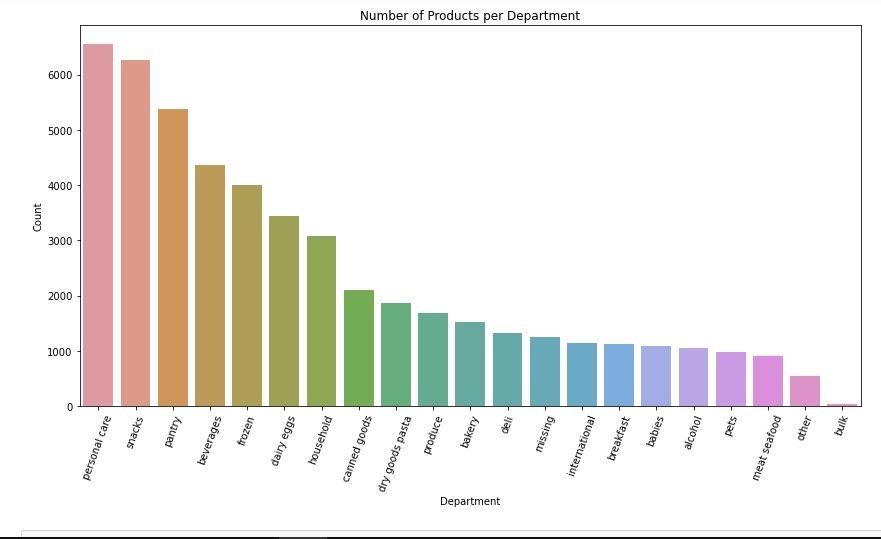 Number of Products per Department
6000
5000
4000
3000
2000
1000
0
Count
personal care
snacks
pantry
beverages
frozen
dairy eggs
household
canned goods
dry goods pasta
produce
bakery
deli
missing
international
breakfast
babies
alcohol
pets
meat seafood
other
bulk
Department